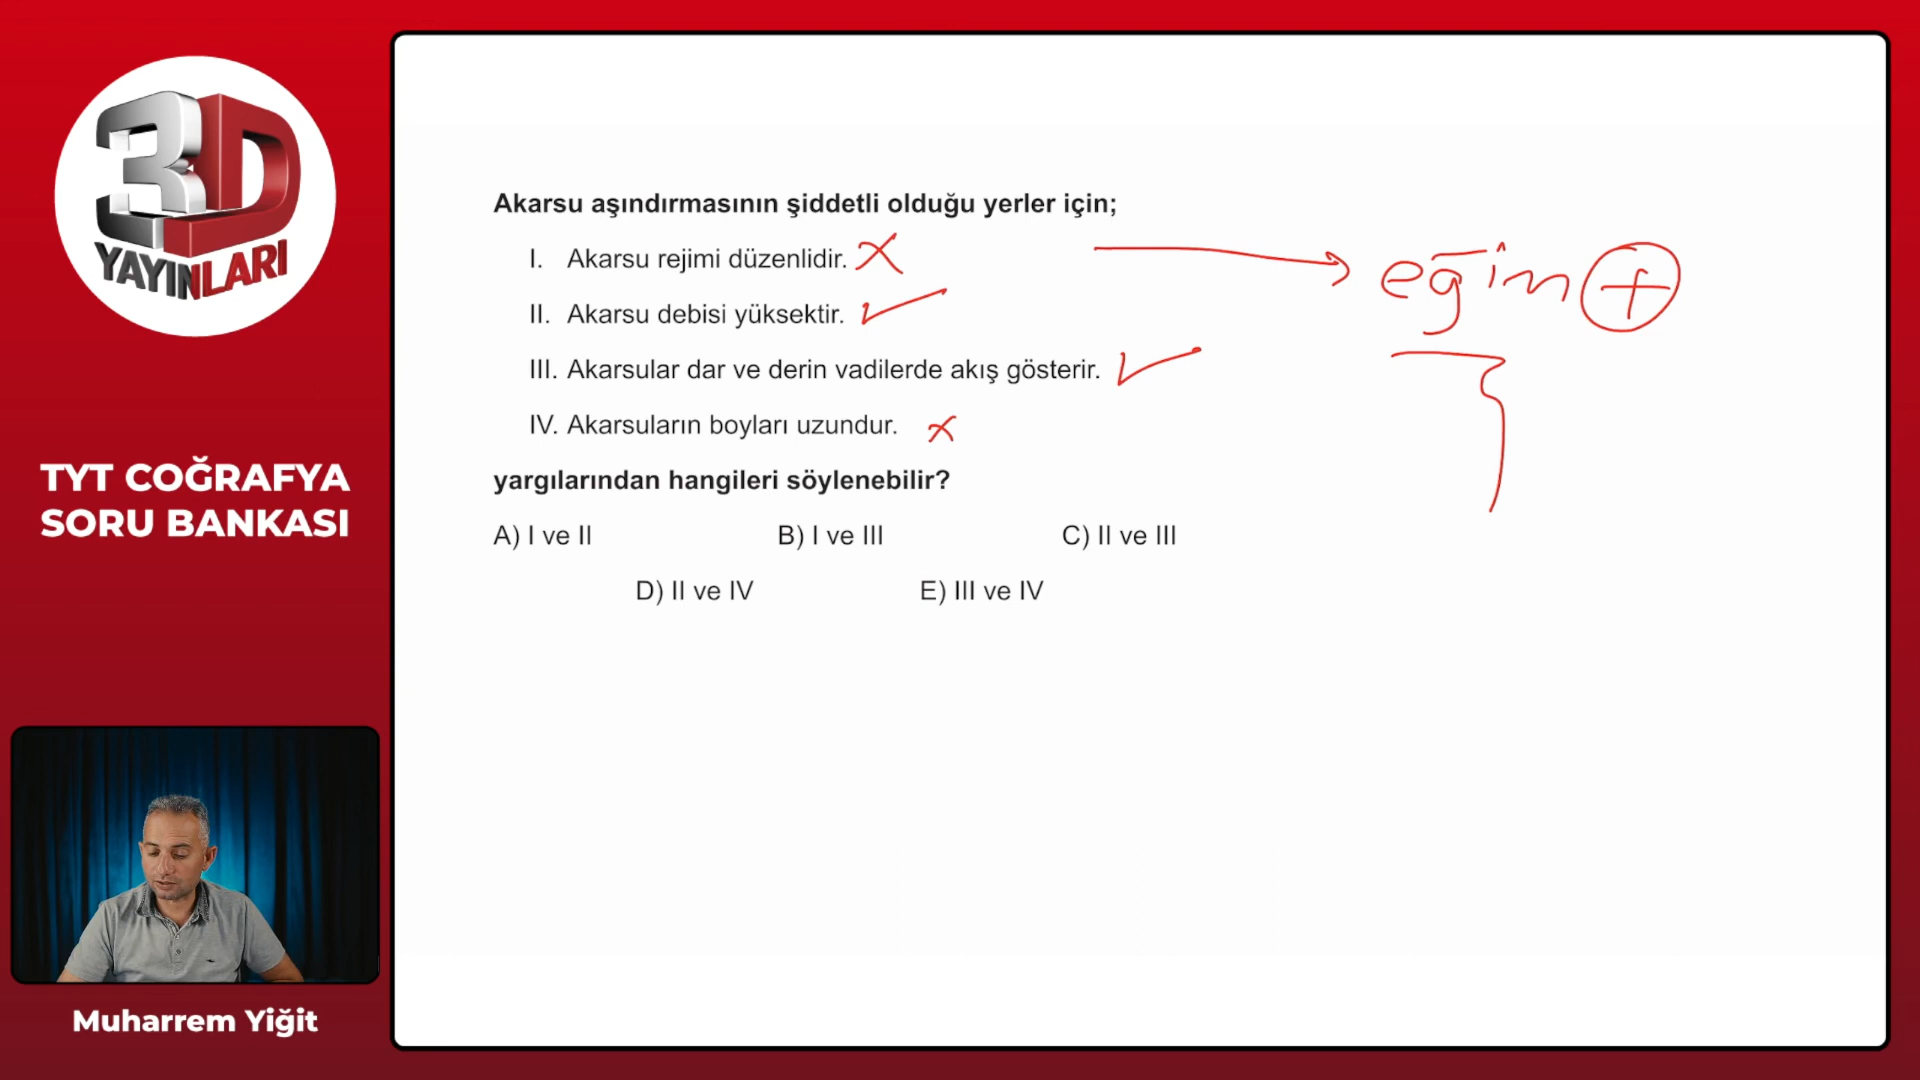 3D
YAYINLARI
TYT COĞRAFYA
SORU BANKASI
Muharrem Yiğit
Akarsu aşındırmasının şiddetli olduğu yerler için;
I. Akarsu rejimi düzenlidir.
II. Akarsu debisi yüksektir.
III. Akarsular dar ve derin vadilerde akış gösterir.
IV. Akarsuların boyları uzundur.
yargılarından hangileri söylenebilir?
A) I ve II B) I ve III C) II ve III
D) II ve IV E) III ve IV
eğim +